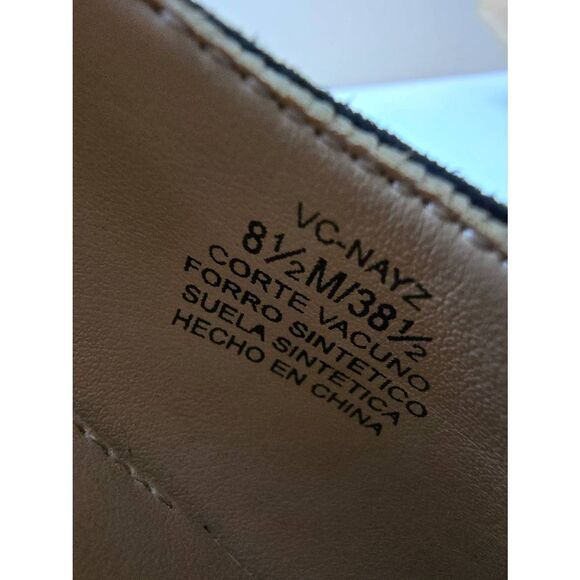 VC-NAYZ
8½M/38½
CORTE VACUNO
FORRO SINTETICO
SUELA SINTETICA
HECHO EN CHINA